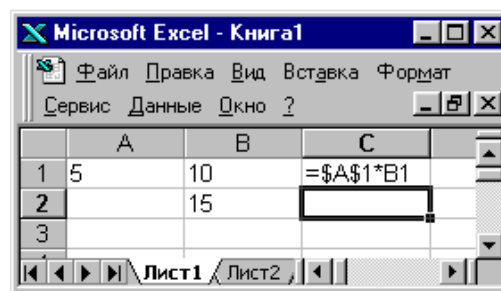 Microsoft Excel - Книга1
Файл Правка Вид Вставка Формат
Сервис Данные Окно ?
A B C
1 5 10 =$A$1*B1
2 15
3
Лист1 Лист2